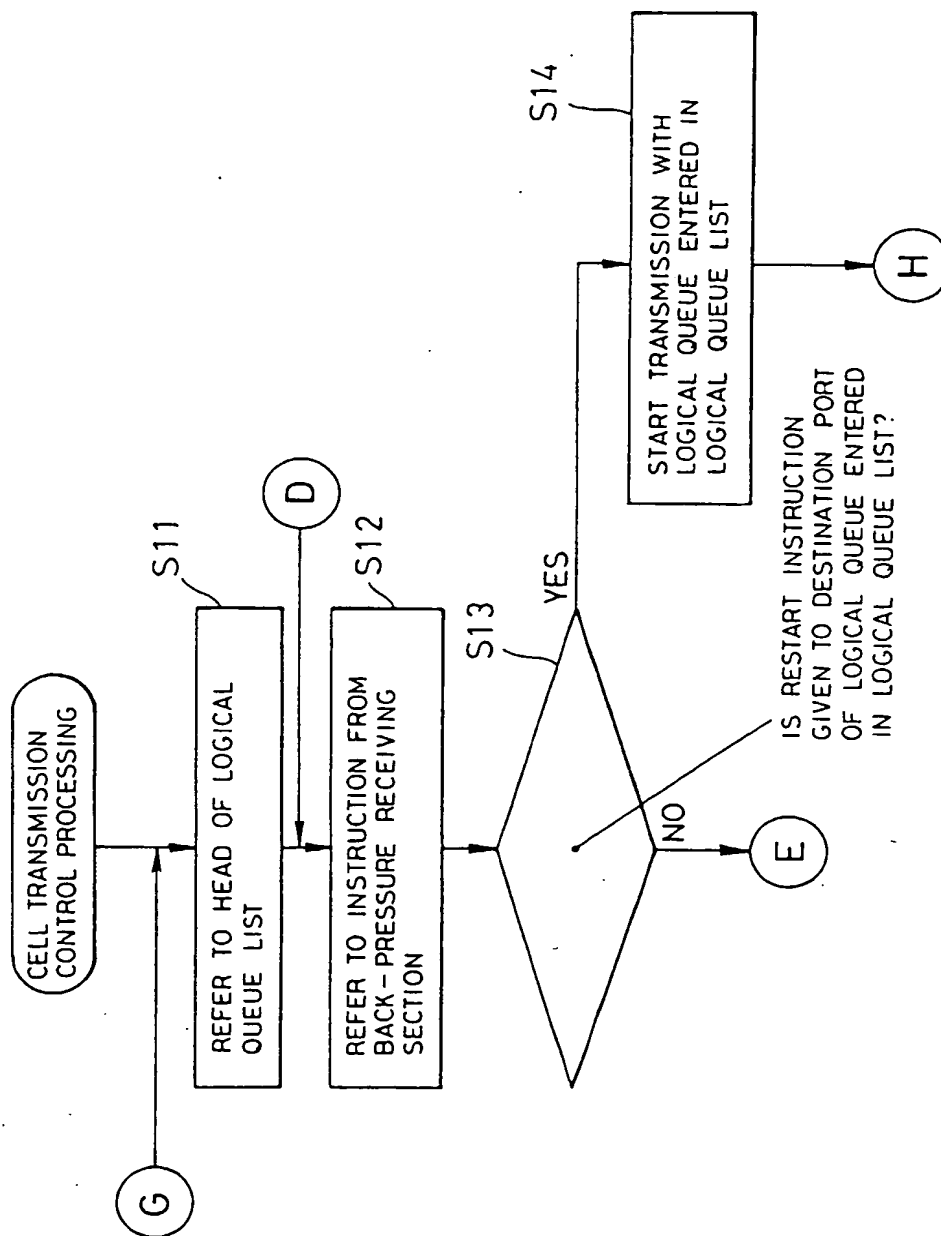 CELL TRANSMISSION
CONTROL PROCESSING
G
S11
REFER TO HEAD OF LOGICAL
QUEUE LIST
D
S12
REFER TO INSTRUCTION FROM
BACK-PRESSURE RECEIVING
SECTION
S13
YES
NO
IS RESTART INSTRUCTION
GIVEN TO DESTINATION PORT
OF LOGICAL QUEUE ENTERED
IN LOGICAL QUEUE LIST?
E
S14
START TRANSMISSION WITH
LOGICAL QUEUE ENTERED IN
LOGICAL QUEUE LIST
H